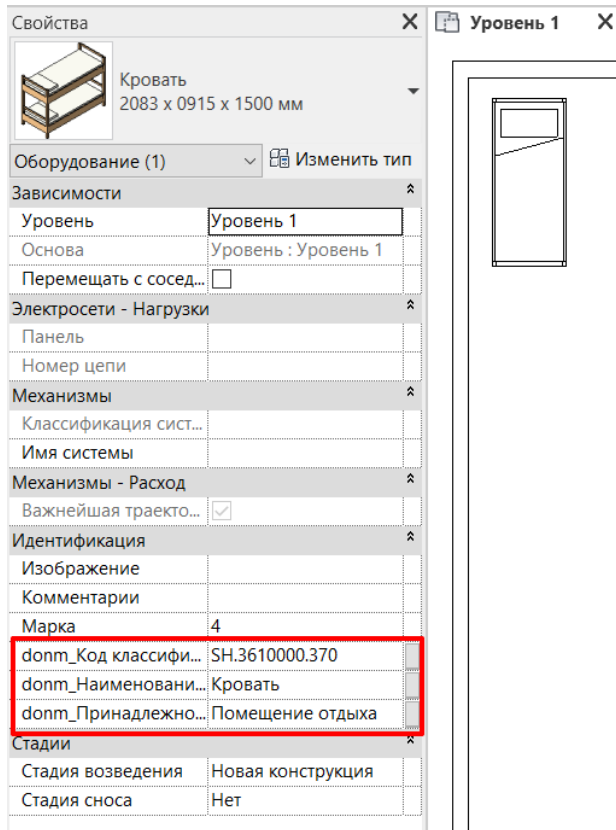 Свойства
Уровень 1
Кровать
2083 x 0915 x 1500 мм
Оборудование (1)
Изменить тип
Зависимости
Уровень Уровень 1
Основа Уровень : Уровень 1
Перемещать с сосед...
Электросети - Нагрузки
Панель
Номер цепи
Механизмы
Классификация сист...
Имя системы
Механизмы - Расход
Важнейшая траекто...
Идентификация
Изображение
Комментарии
Марка 4
donm_Код классифи... SH.3610000.370
donm_Наименовани... Кровать
donm_Принадлежно... Помещение отдыха
Стадии
Стадия возведения Новая конструкция
Стадия сноса Нет